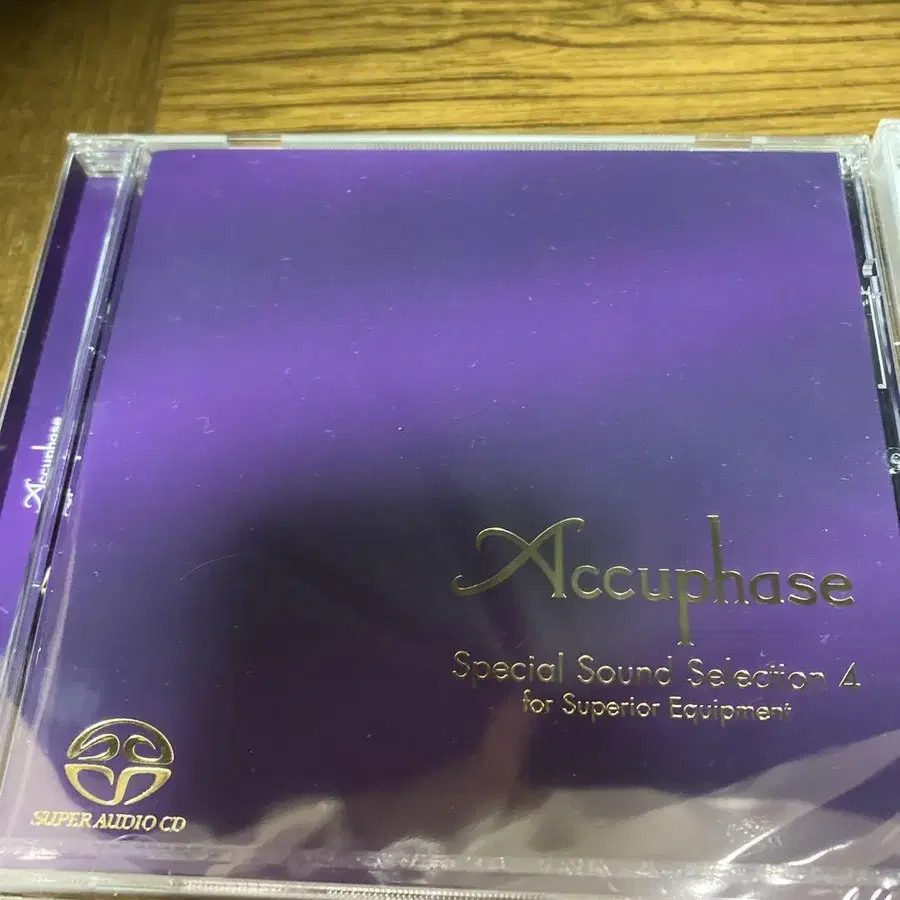 Accuphase
Accuphase
Special Sound Selection 4
for Superior Equipment
SUPER AUDIO CD